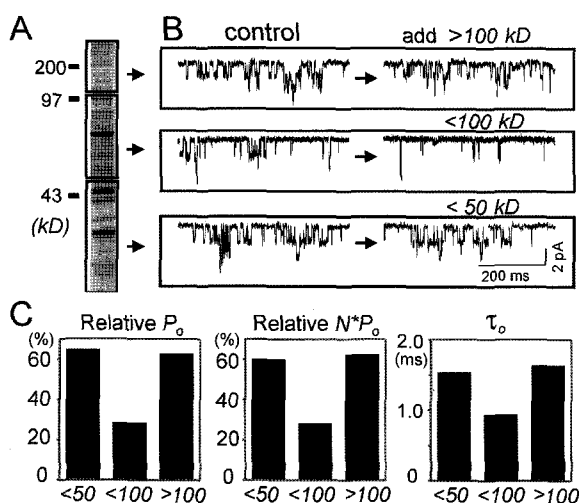 A
B
control
add >100 kD
200
97
<100 kD
43
(kD)
< 50 kD
2 pA
200 ms
C
Relative Po
Relative N*Po
τo
(%)
60
40
20
0
<50 <100 >100
(%)
60
40
20
0
<50 <100 >100
2.0
(ms)
1.0
0
<50 <100 >100